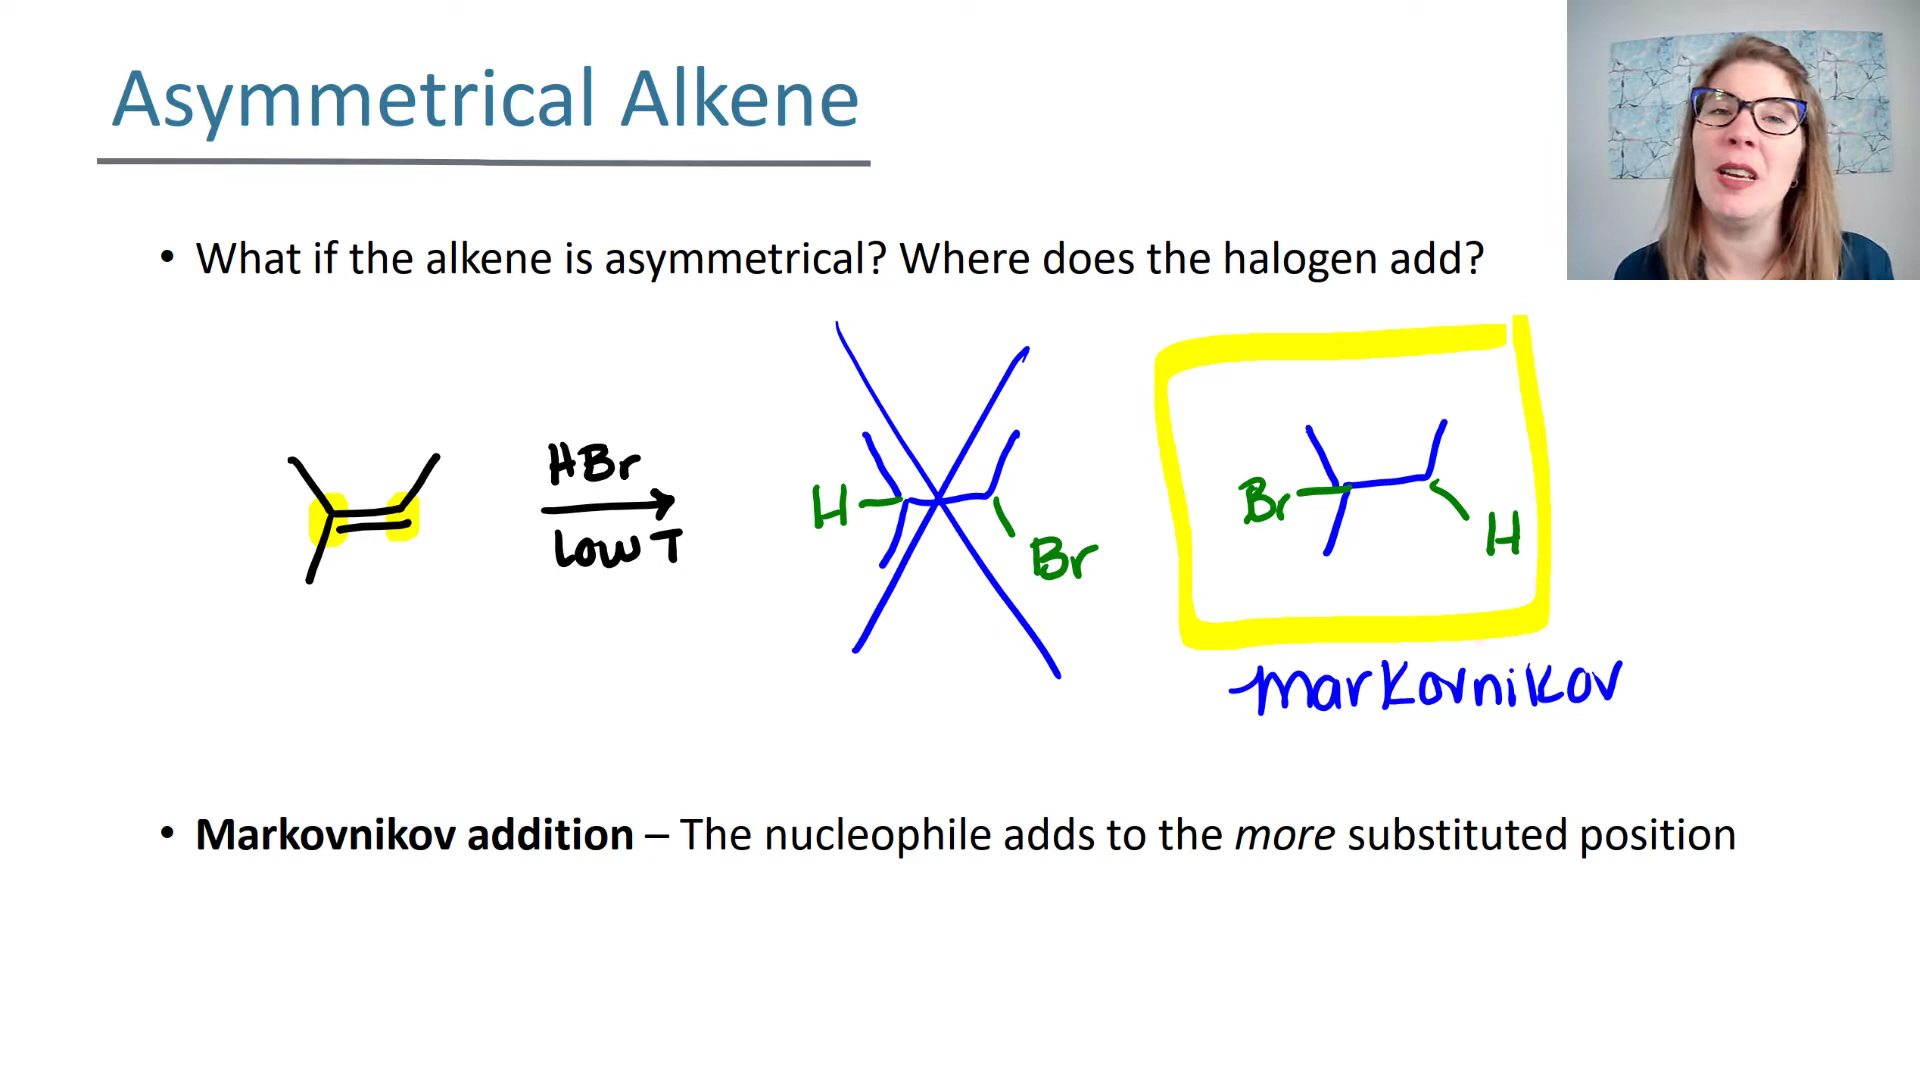 Asymmetrical Alkene
• What if the alkene is asymmetrical? Where does the halogen add?
HBr
Low T
H
Br
Br
H
markovnikov
• Markovnikov addition – The nucleophile adds to the more substituted position